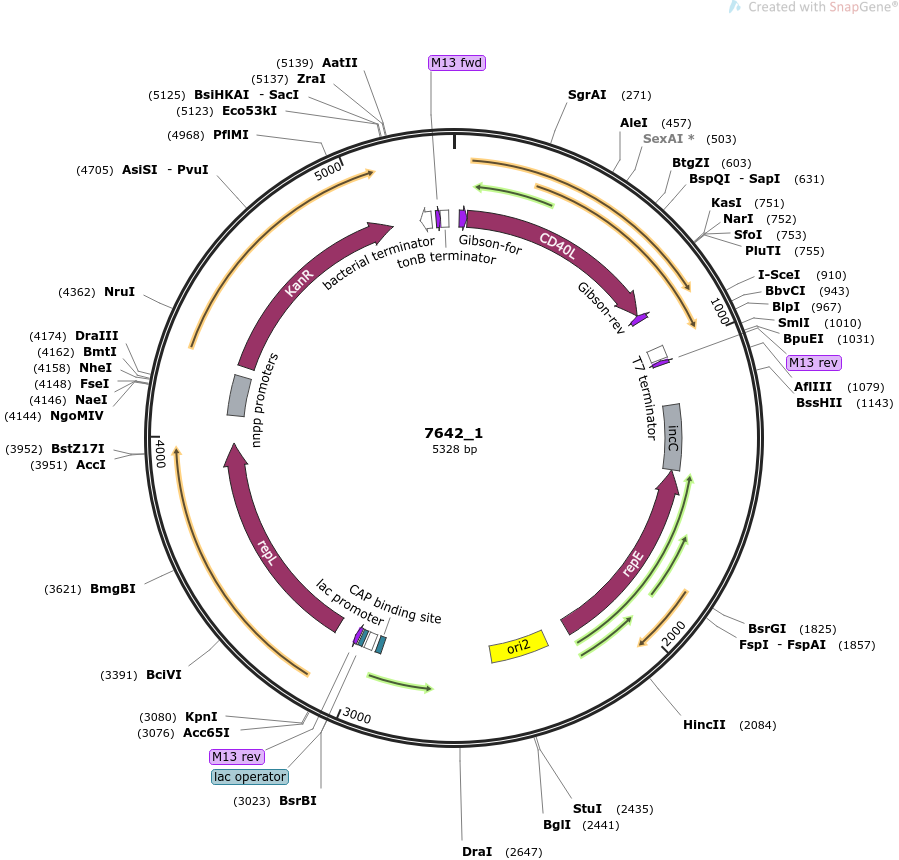 Created with SnapGene®
M13 fwd
(5139) AatII
(5137) ZraI
(5125) BsiHKAI - SacI
(5123) Eco53kI
(4968) PflMI
(4705) AsiSI - PvuI
(4362) NruI
(4174) DraIII
(4162) BmtI
(4158) NheI
(4148) FseI
(4146) NaeI
(4144) NgoMIV
(3952) BstZ17I
(3951) AccI
(3621) BmgBI
(3391) BciVI
(3080) KpnI
(3076) Acc65I
M13 rev
lac operator
(3023) BsrBI
SgrAI (271)
AleI (457)
SexAI * (503)
BtgZI (603)
BspQI - SapI (631)
KasI (751)
NarI (752)
SfoI (753)
PluTI (755)
I-SceI (910)
BbvCI (943)
BlpI (967)
SmlI (1010)
BpuEI (1031)
M13 rev
AflIII (1079)
BssHII (1143)
BsrGI (1825)
FspI - FspAI (1857)
HincII (2084)
StuI (2435)
BglI (2441)
DraI (2647)
1000
2000
3000
4000
5000
KanR
bacterial terminator
tonB terminator
Gibson-for
CD40L
Gibson-rev
T7 terminator
incC
repE
ori2
CAP binding site
lac promoter
repL
nnpp promoters
7642_1
5328 bp